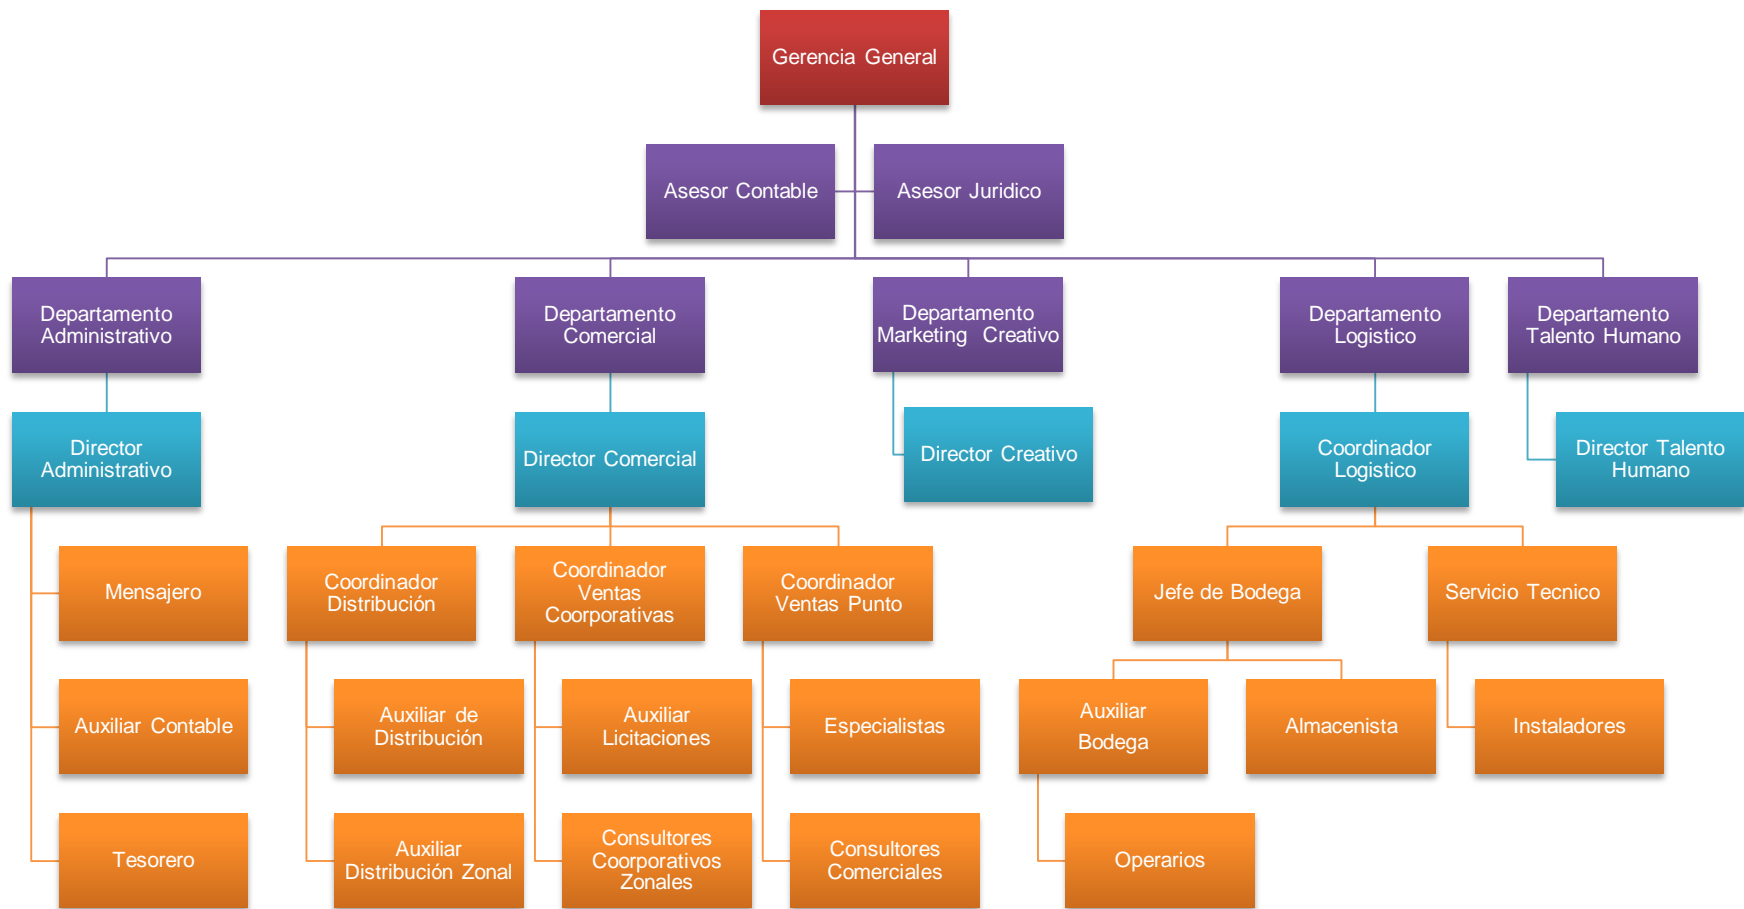 Gerencia General
Asesor Contable
Asesor Juridico
Departamento
Administrativo
Departamento
Comercial
Departamento
Marketing Creativo
Departamento
Logistico
Departamento
Talento Humano
Director
Administrativo
Director Comercial
Director Creativo
Coordinador
Logistico
Director Talento
Humano
Mensajero
Coordinador
Distribución
Coordinador
Ventas
Coorporativas
Coordinador
Ventas Punto
Jefe de Bodega
Servicio Tecnico
Auxiliar Contable
Auxiliar de
Distribución
Auxiliar
Licitaciones
Especialistas
Auxiliar
Bodega
Almacenista
Instaladores
Tesorero
Auxiliar
Distribución Zonal
Consultores
Coorporativos
Zonales
Consultores
Comerciales
Operarios